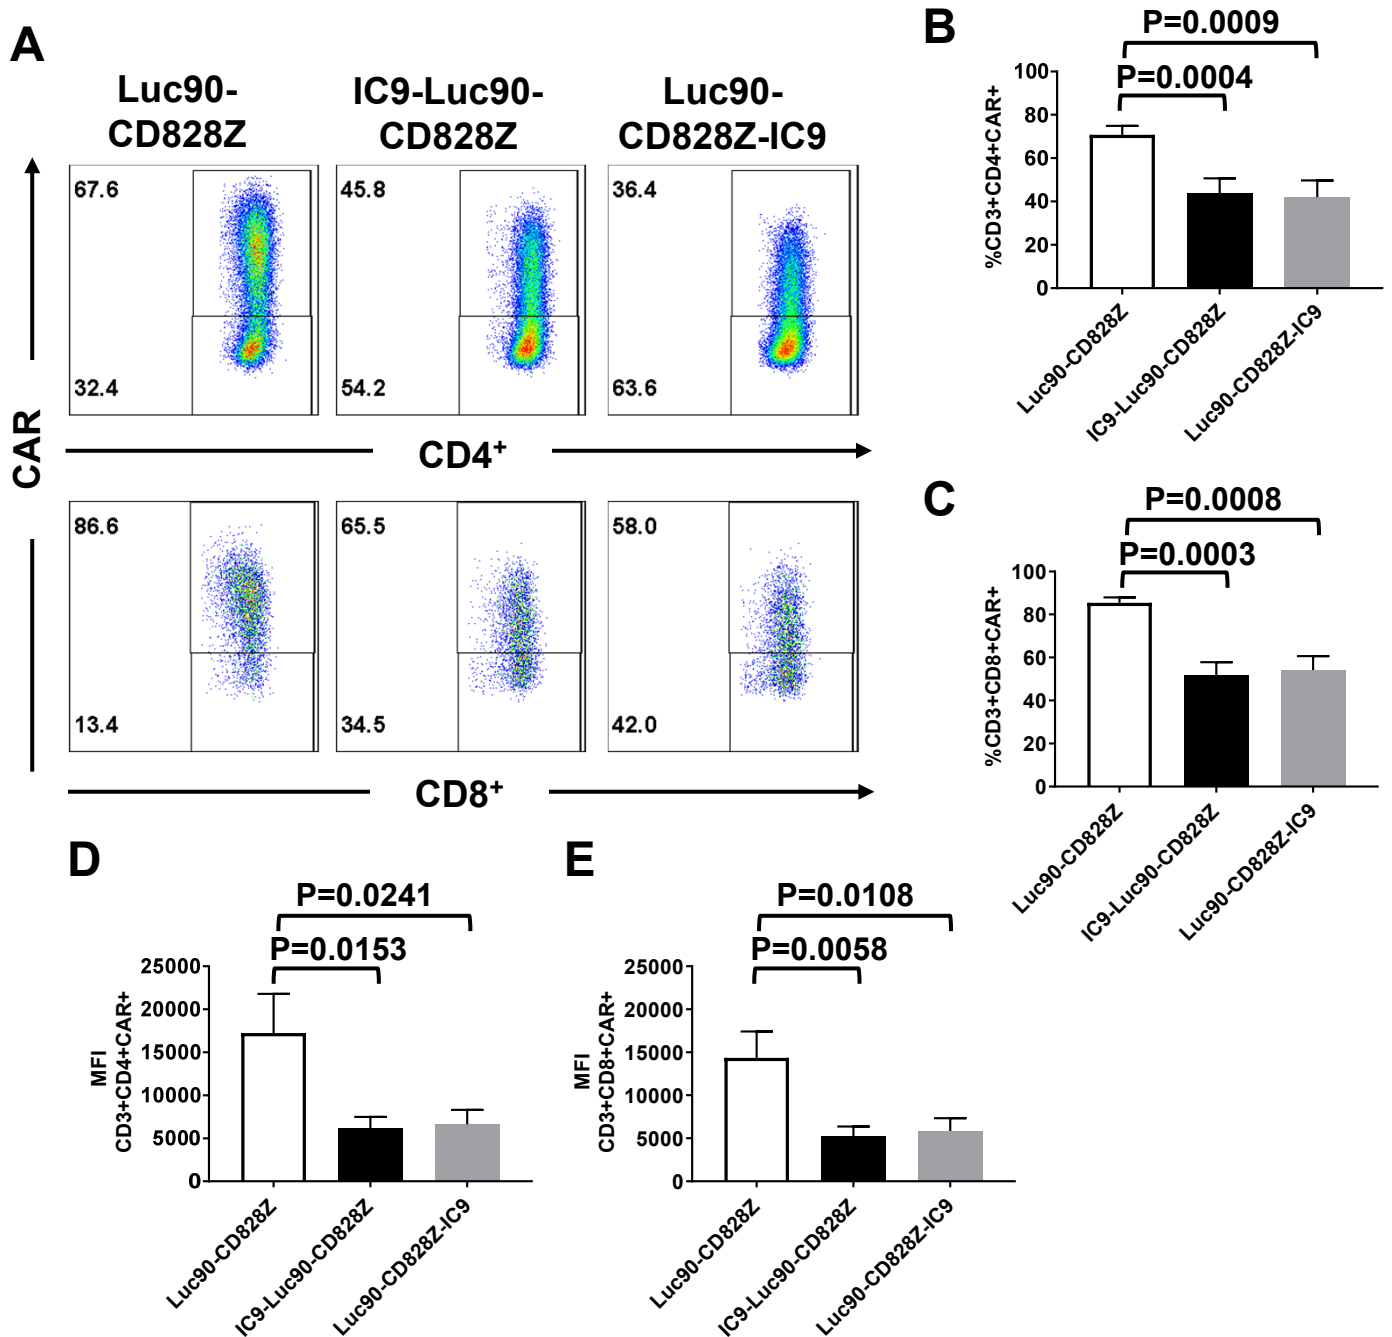 A
Luc90-
CD828Z
IC9-Luc90-
CD828Z
Luc90-
CD828Z-IC9
67.6
32.4
45.8
54.2
36.4
63.6
CAR
CD4⁺
86.6
13.4
65.5
34.5
58.0
42.0
CD8⁺
B
P=0.0009
P=0.0004
%CD3+CD4+CAR+
100
80
60
40
20
0
Luc90-CD828Z
IC9-Luc90-CD828Z
Luc90-CD828Z-IC9
C
P=0.0008
P=0.0003
%CD3+CD8+CAR+
100
80
60
40
20
0
Luc90-CD828Z
IC9-Luc90-CD828Z
Luc90-CD828Z-IC9
D
P=0.0241
P=0.0153
MFI
CD3+CD4+CAR+
25000
20000
15000
10000
5000
0
Luc90-CD828Z
IC9-Luc90-CD828Z
Luc90-CD828Z-IC9
E
P=0.0108
P=0.0058
MFI
CD3+CD8+CAR+
25000
20000
15000
10000
5000
0
Luc90-CD828Z
IC9-Luc90-CD828Z
Luc90-CD828Z-IC9